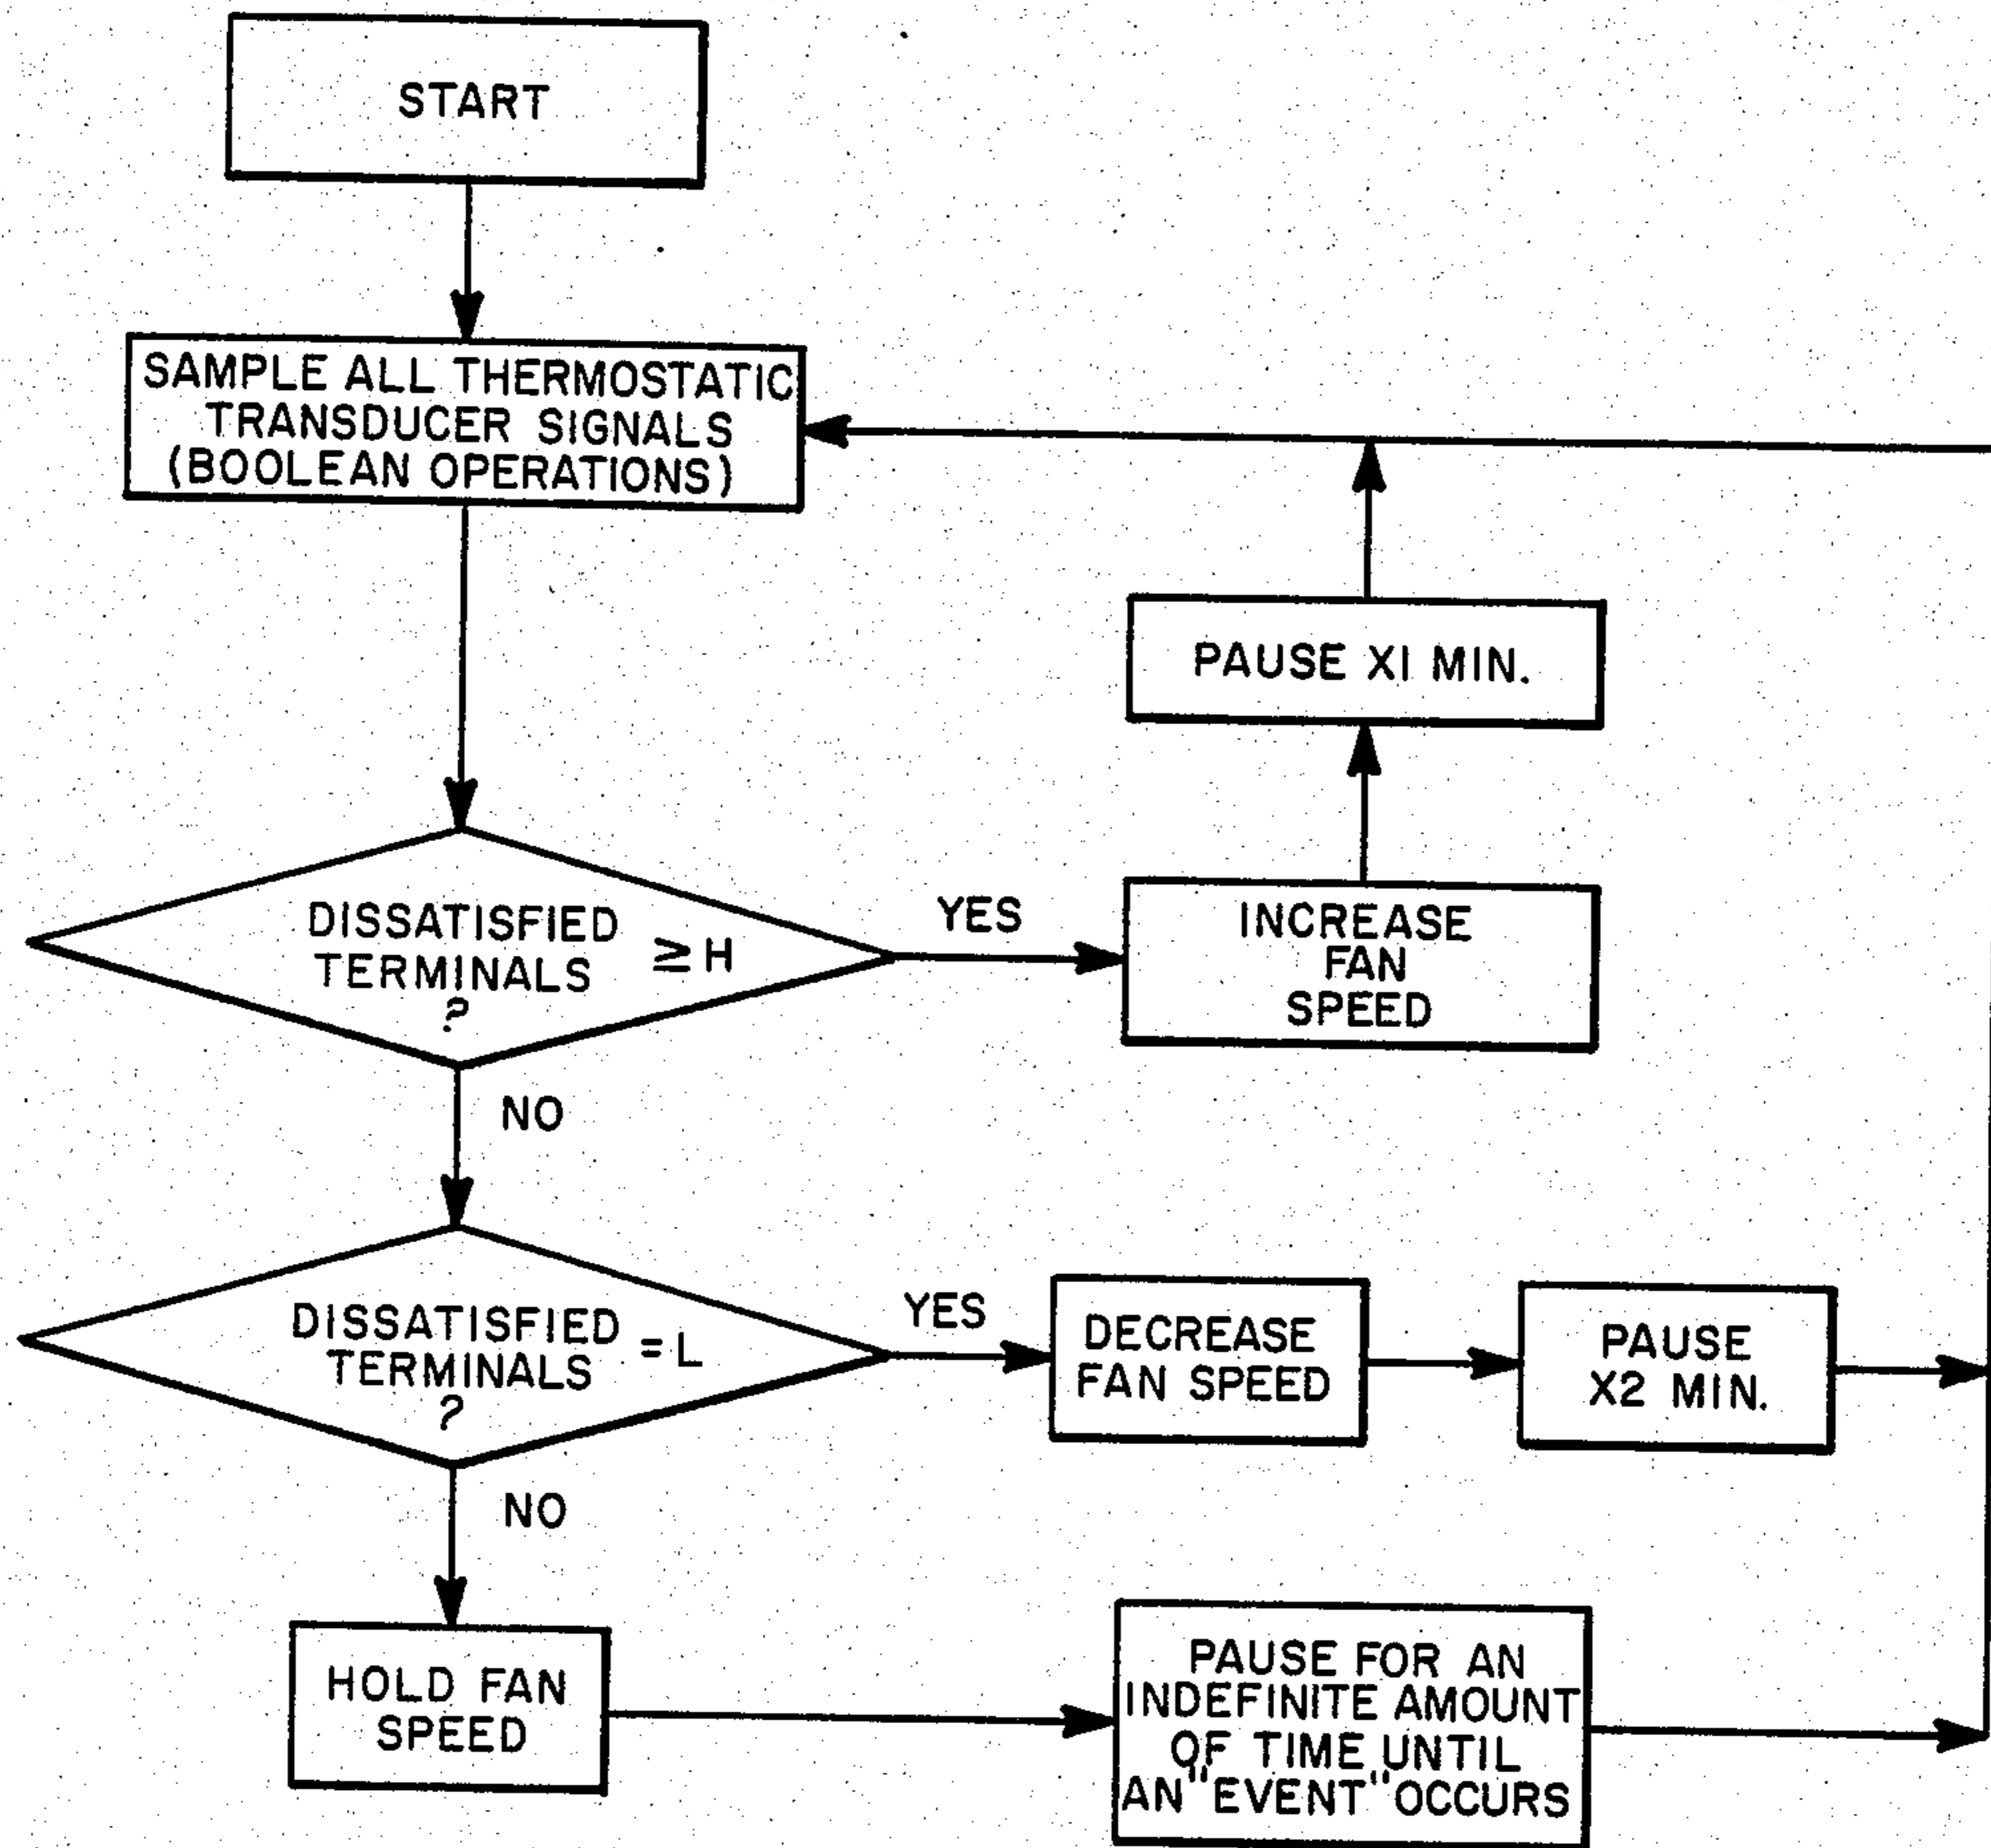 START
SAMPLE ALL THERMOSTATIC
TRANSDUCER SIGNALS
(BOOLEAN OPERATIONS)
PAUSE X1 MIN.
DISSATISFIED
TERMINALS ≥ H
?
YES
INCREASE
FAN
SPEED
NO
DISSATISFIED
TERMINALS = L
?
YES
DECREASE
FAN SPEED
PAUSE
X2 MIN.
NO
HOLD FAN
SPEED
PAUSE FOR AN
INDEFINITE AMOUNT
OF TIME UNTIL
AN "EVENT" OCCURS